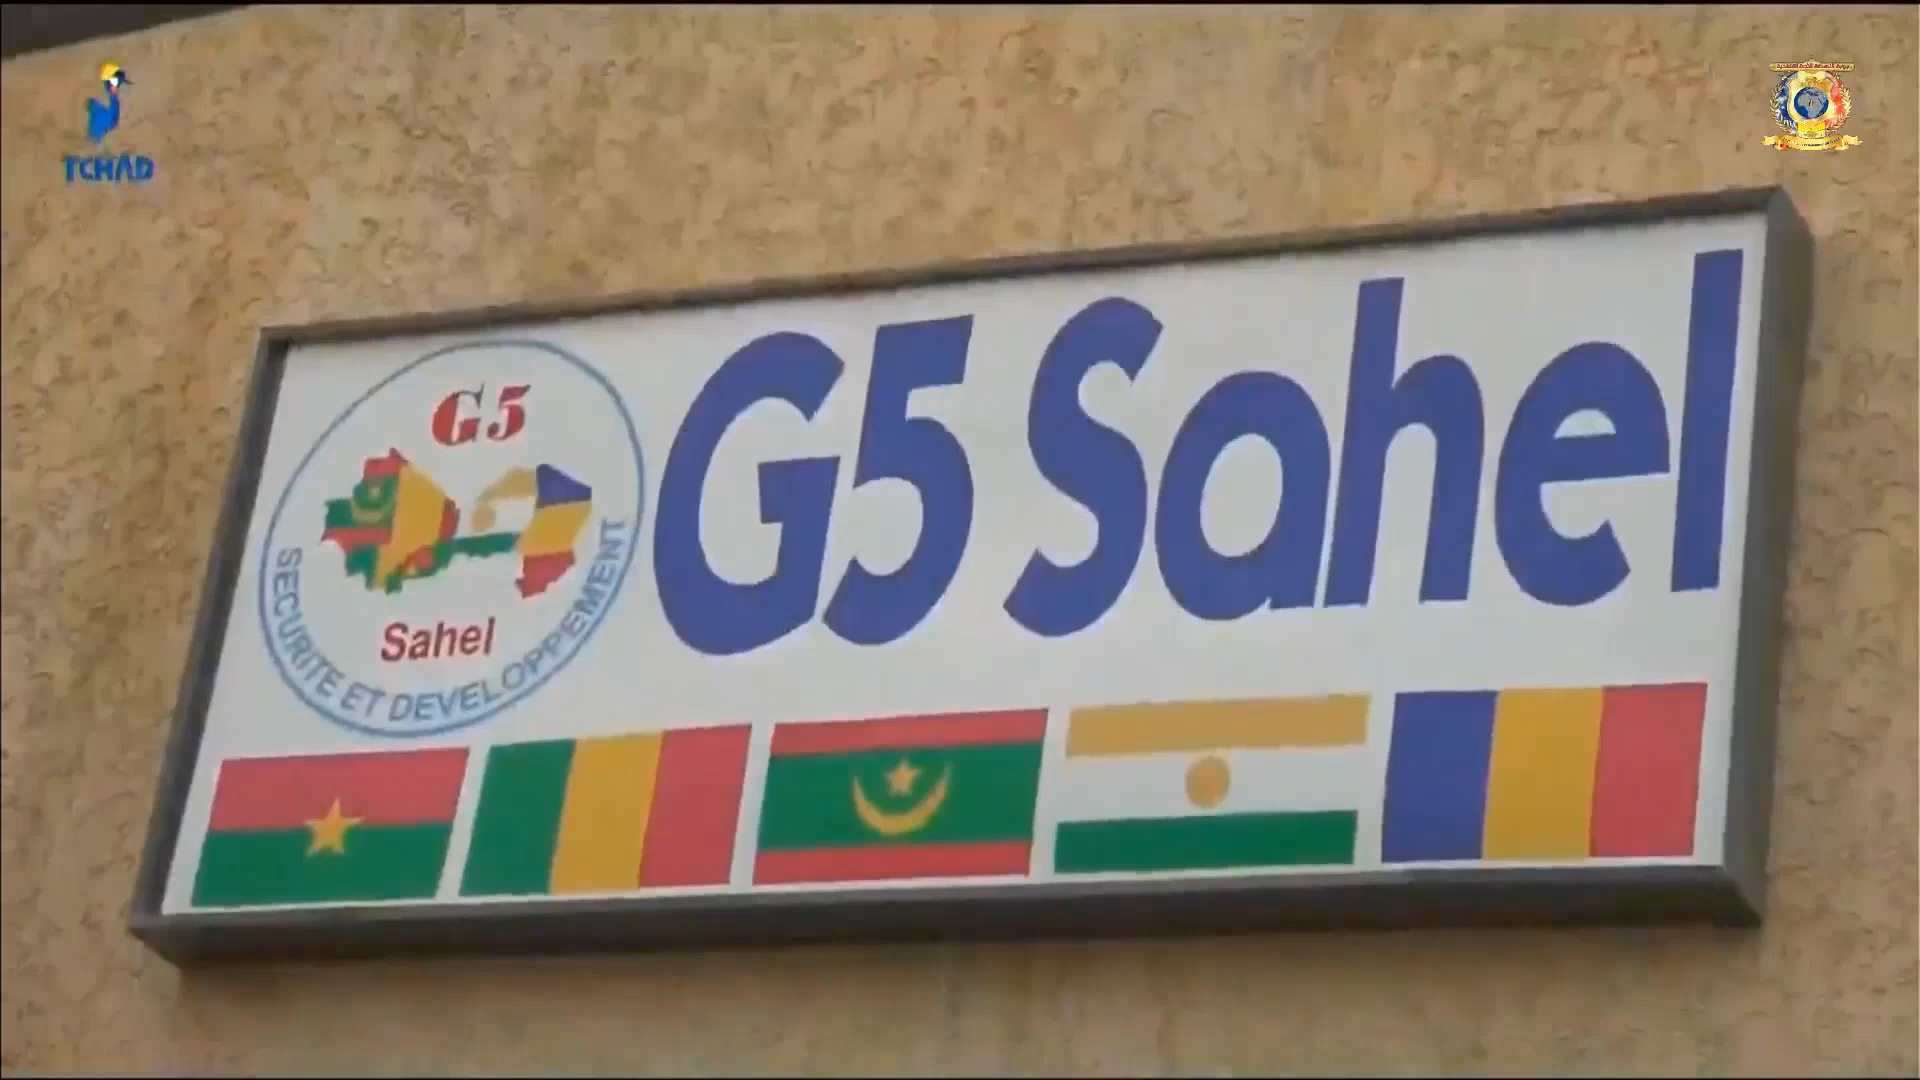 TCHAD
G5 Sahel
G5
Sahel
SECURITE ET DEVELOPPEMENT